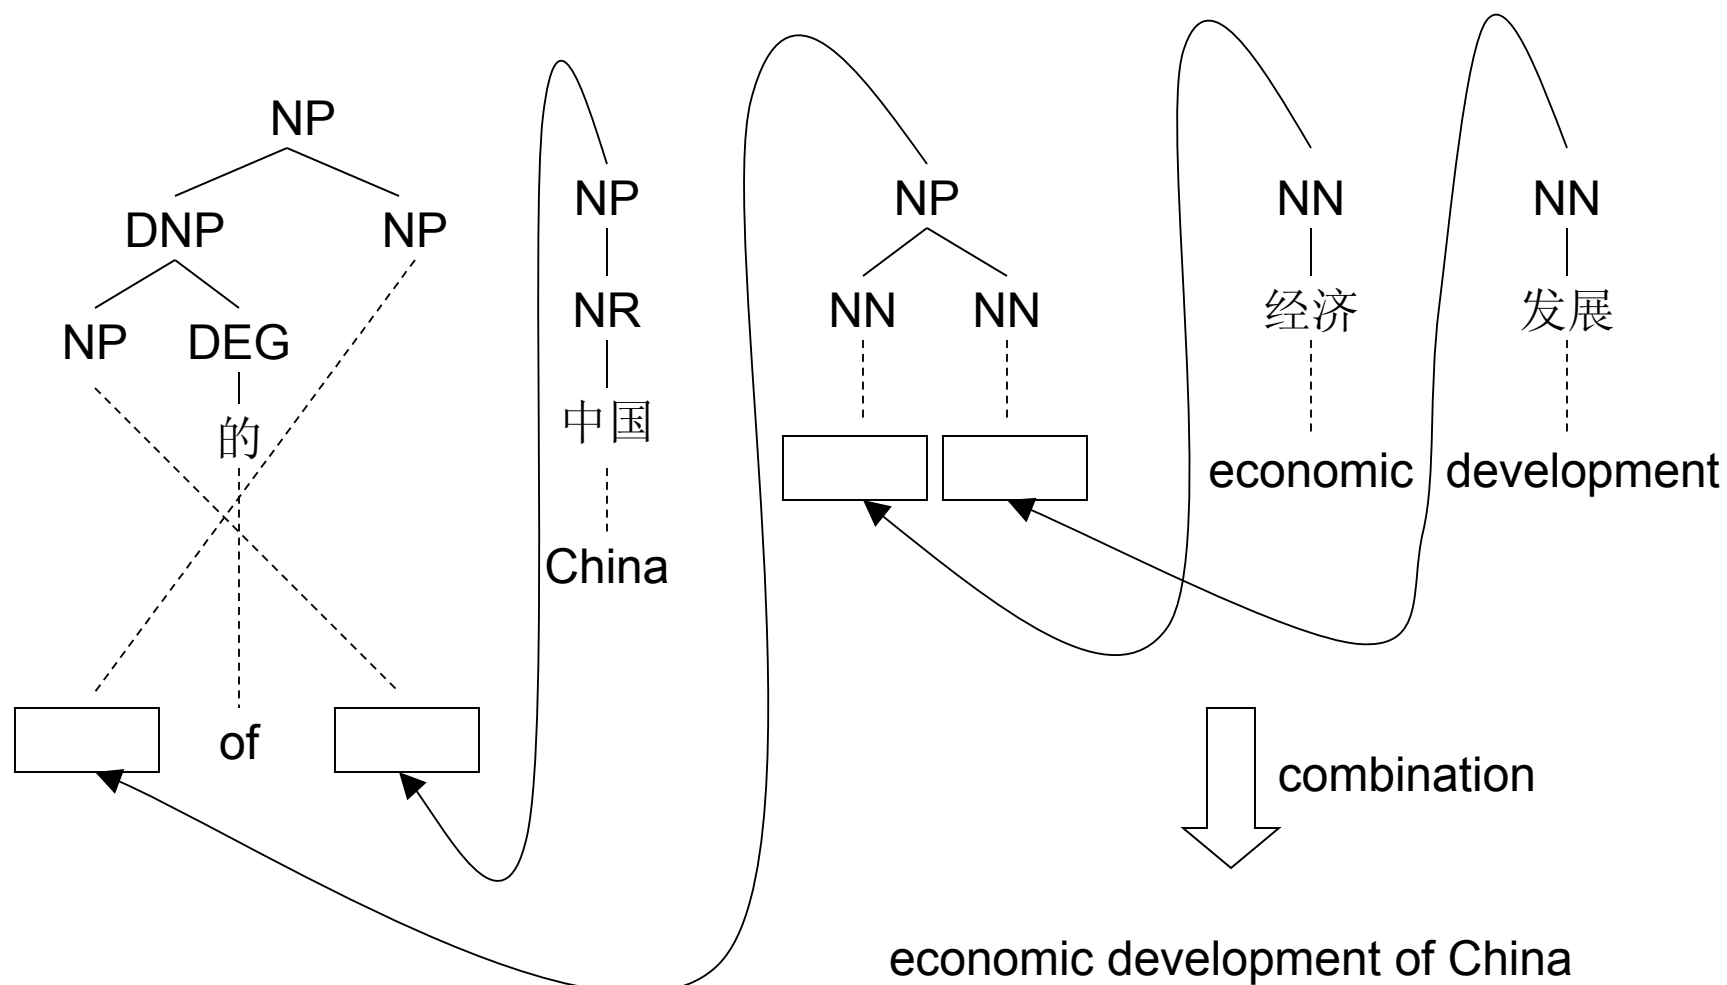 NP
DNP NP
NP DEG
的
of
NP
NR
中国
China
NP
NN NN
NN
经济
economic
NN
发展
development
combination
economic development of China